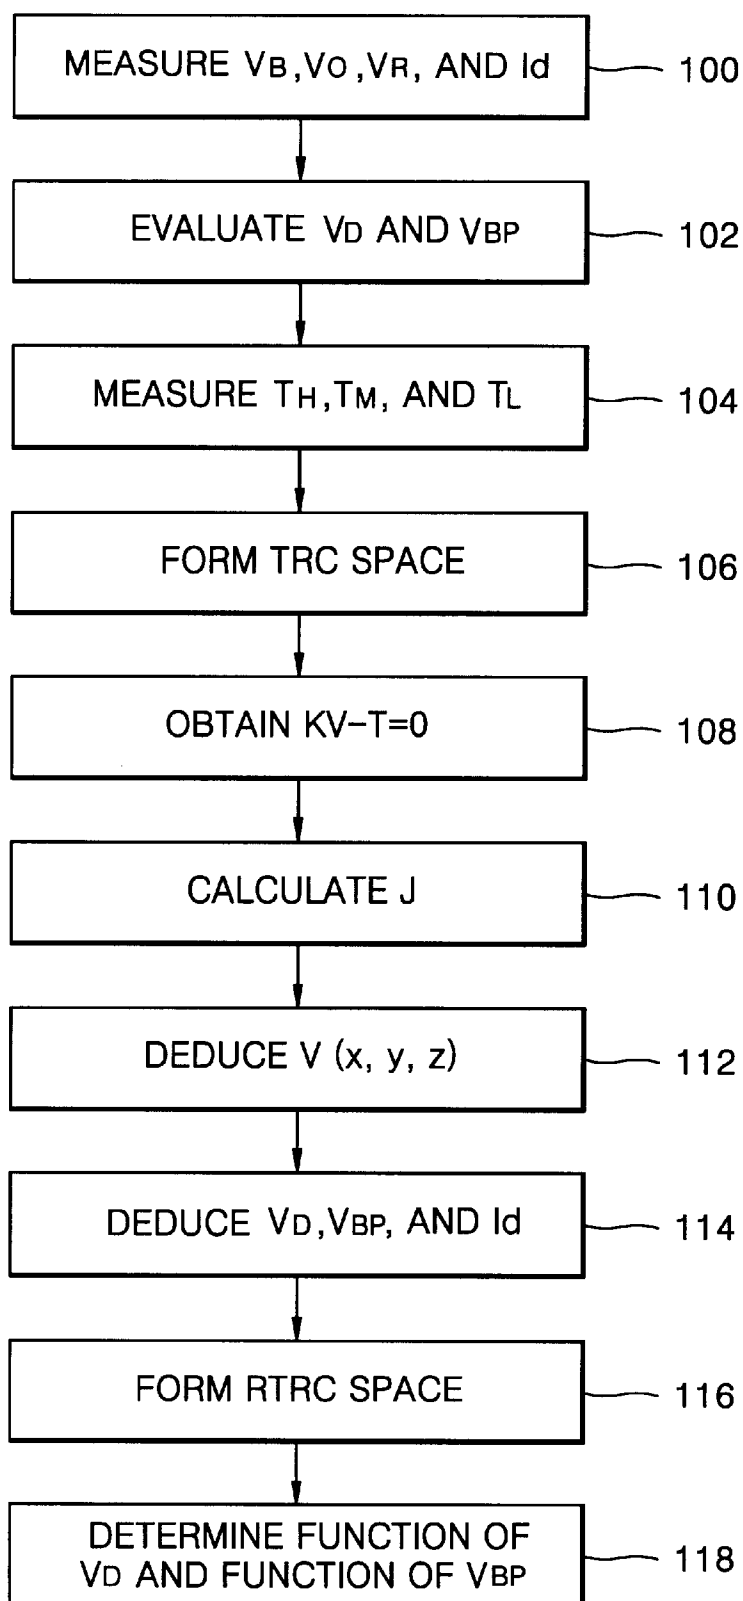 MEASURE VB,VO,VR, AND Id
100
EVALUATE VD AND VBP
102
MEASURE TH,TM, AND TL
104
FORM TRC SPACE
106
OBTAIN KV-T=0
108
CALCULATE J
110
DEDUCE V (x, y, z)
112
DEDUCE VD,VBP, AND Id
114
FORM RTRC SPACE
116
DETERMINE FUNCTION OF
VD AND FUNCTION OF VBP
118